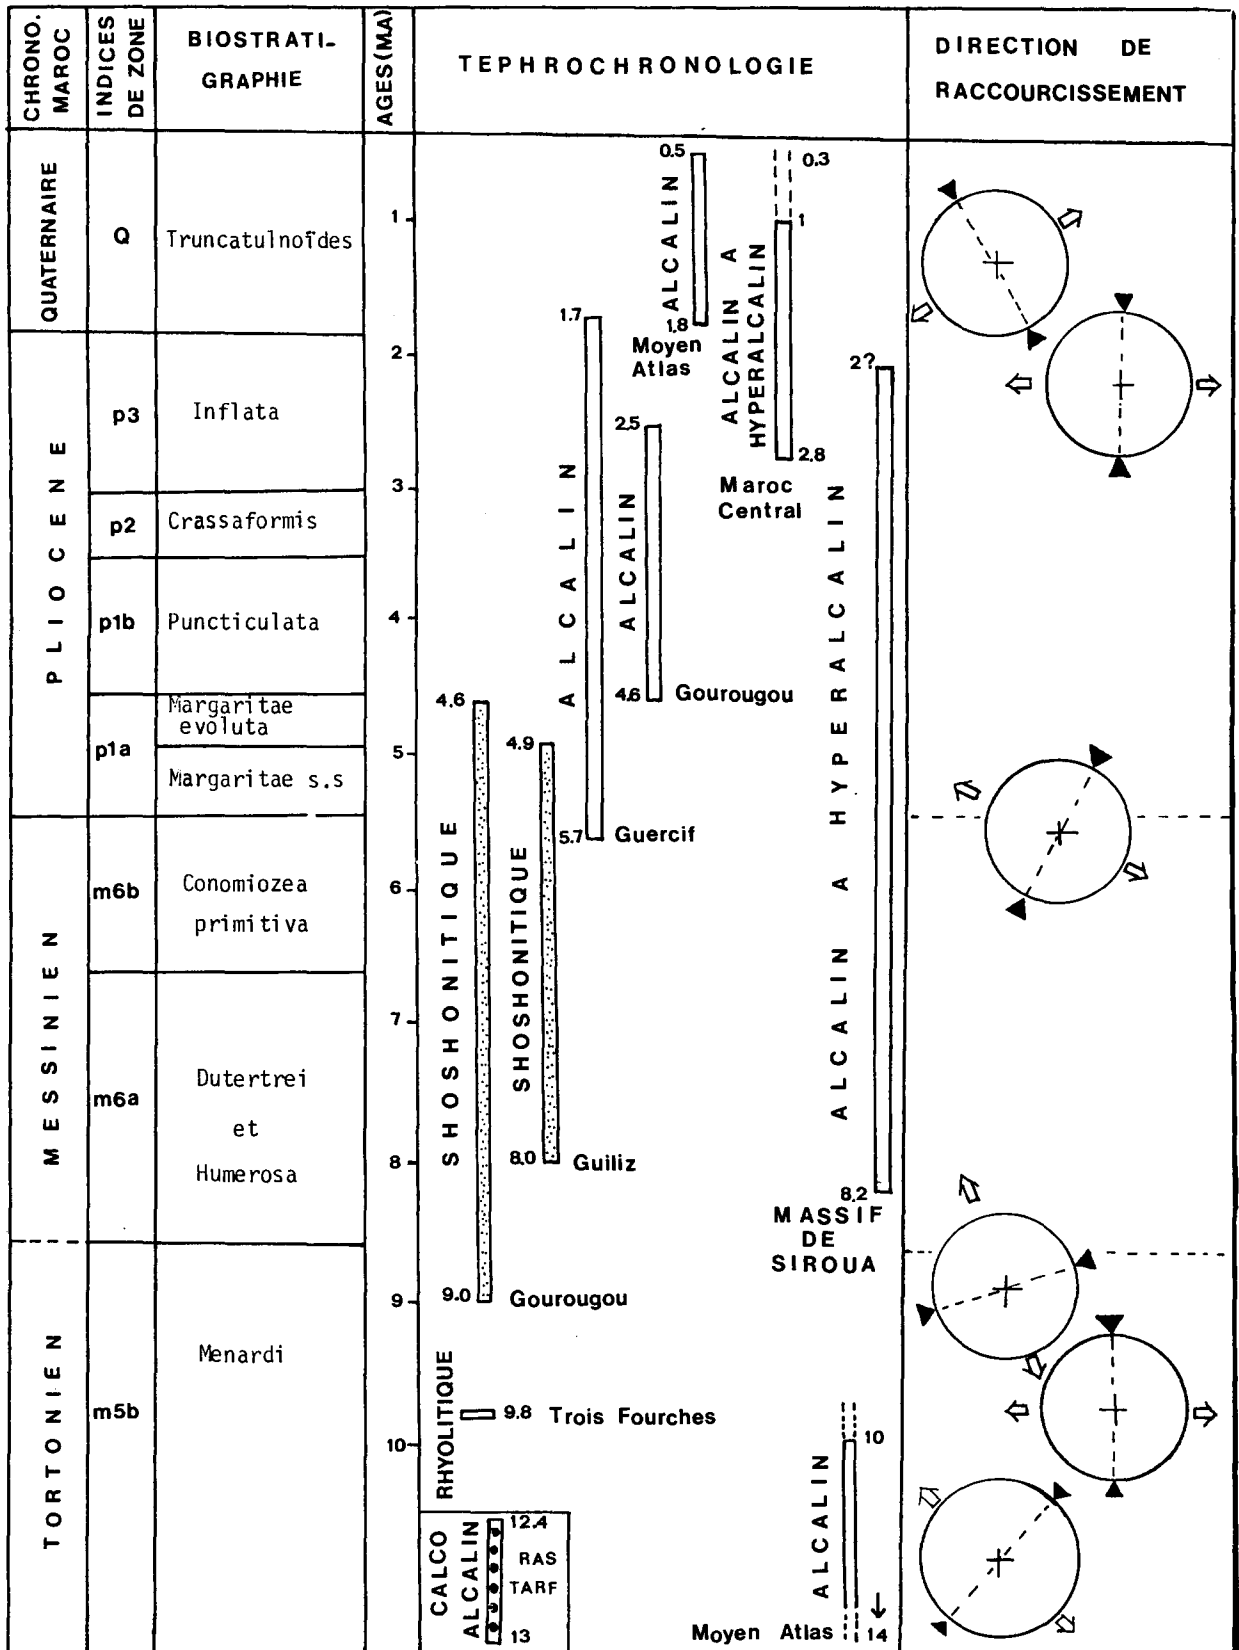 CHRONO.
MAROC
INDICES
DE ZONE
BIOSTRATI-
GRAPHIE
AGES(MA)
TEPHROCHRONOLOGIE
DIRECTION DE
RACCOURCISSEMENT
QUATERNAIRE
PLIOCENE
MESSINIEN
TORTONIEN
Q
p3
p2
p1b
p1a
m6b
m6a
m5b
Truncatulnoïdes
Inflata
Crassaformis
Puncticulata
Margaritae
evoluta
Margaritae s.s
Conomiozea
primitiva
Dutertrei
et
Humerosa
Menardi
1
2
3
4
5
6
7
8
9
10
0.5
ALCALIN
1.8
Moyen
Atlas
0.3
1
ALCALIN A
HYPERALCALIN
2.8
Maroc
Central
1.7
ALCALIN
5.7
Guercif
2.5
ALCALIN
4.6
Gourougou
2?
ALCALIN A HYPERALCALIN
8.2
MASSIF
DE
SIROUA
4.6
SHOSHONITIQUE
9.0
Gourougou
4.9
SHOSHONITIQUE
8.0
Guiliz
RHYOLITIQUE
9.8 Trois Fourches
CALCO
ALCALIN
12.4
RAS
TARF
13
10
ALCALIN
Moyen Atlas
14